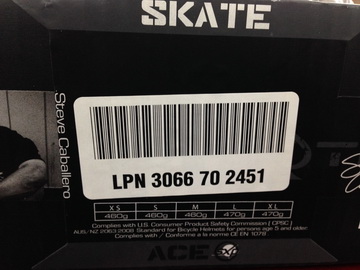 SKATE
Steve Caballero
LPN 3066 70 2451
XS S M L XL
460g 460g 460g 470g 470g
Complies with U.S. Consumer Product Safety Commission ( CPSC )
AUS/NZ 2063:2008 Standard for Bicycle Helmets for persons age 5 and older
Complies with / Conforme a la norme CE EN 1078
ACE